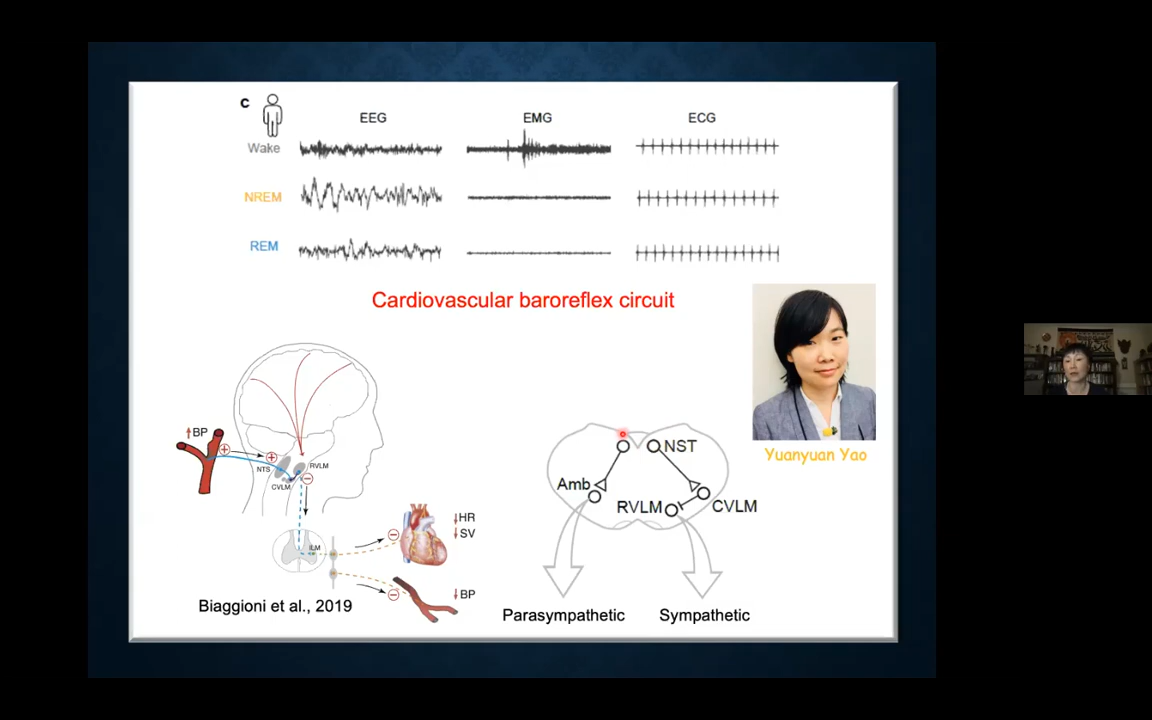 c
EEG EMG ECG
Wake
NREM
REM
Cardiovascular baroreflex circuit
BP
NTS
RVLM
CVLM
ILM
HR
SV
BP
Biaggioni et al., 2019
NST
Amb
RVLM
CVLM
Parasympathetic
Sympathetic
Yuanyuan Yao